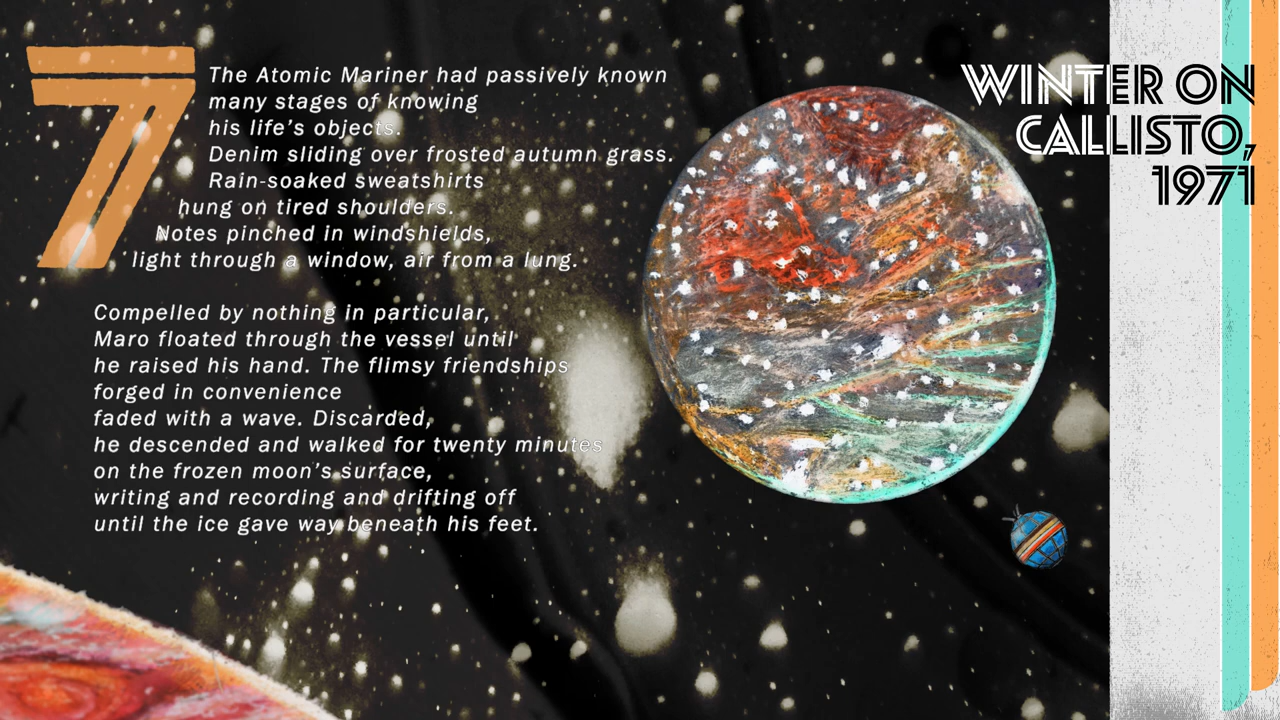 7
The Atomic Mariner had passively known
many stages of knowing
his life’s objects.
Denim sliding over frosted autumn grass.
Rain-soaked sweatshirts
hung on tired shoulders.
Notes pinched in windshields,
light through a window, air from a lung.
Compelled by nothing in particular,
Maro floated through the vessel until
he raised his hand. The flimsy friendships
forged in convenience
faded with a wave. Discarded,
he descended and walked for twenty minutes
on the frozen moon’s surface,
writing and recording and drifting off
until the ice gave way beneath his feet.
WINTER ON
CALLISTO,
1971